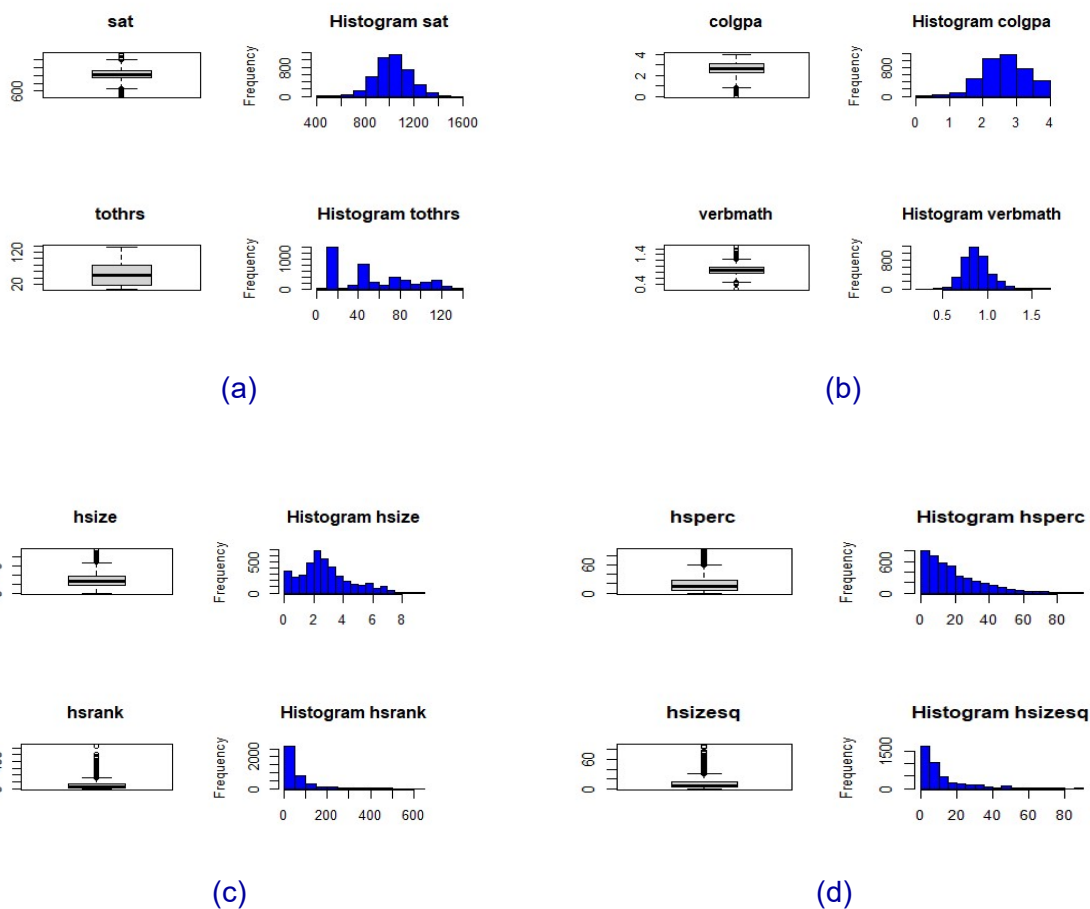 sat
Histogram sat
600
Frequency
0 800
400 800 1200 1600
colgpa
Histogram colgpa
0 2 4
Frequency
0 800
0 1 2 3 4
tothrs
Histogram tothrs
20 120
Frequency
0 1000
0 40 80 120
verbmath
Histogram verbmath
0.4 1.4
Frequency
0 800
0.5 1.0 1.5
(a)
(b)
hsize
Histogram hsize
Frequency
0 500
0 2 4 6 8
hsperc
Histogram hsperc
0 60
Frequency
0 600
0 20 40 60 80
hsrank
Histogram hsrank
Frequency
0 2000
0 200 400 600
hsizesq
Histogram hsizesq
0 60
Frequency
0 1500
0 20 40 60 80
(c)
(d)